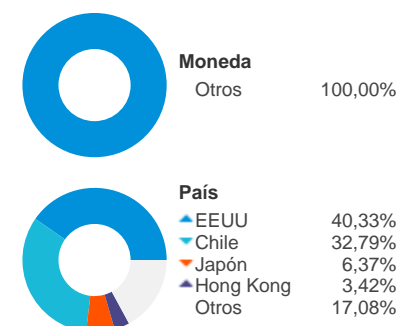 Moneda
Otros 100,00%
País
EEUU 40,33%
Chile 32,79%
Japón 6,37%
Hong Kong 3,42%
Otros 17,08%